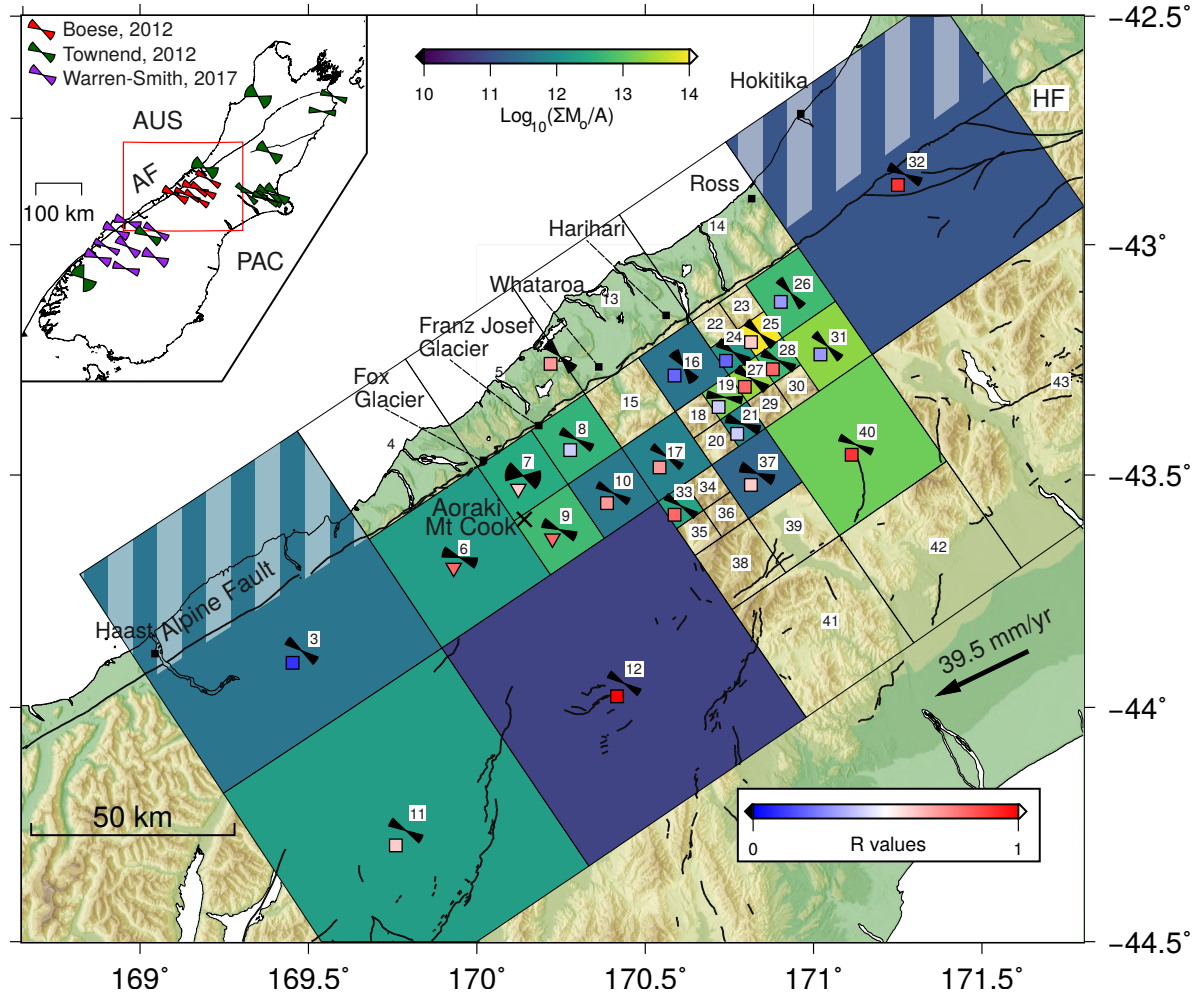 Boese, 2012
Townend, 2012
Warren-Smith, 2017
AUS
AF
PAC
100 km
10 11 12 13 14
Log10(ΣMo/A)
Hokitika
HF
Ross
Harihari
Whataroa
Franz Josef
Glacier
Fox
Glacier
Aoraki
Mt Cook
Haast
Alpine Fault
39.5 mm/yr
50 km
0 1
R values
32
14
26
13
23
22
25
24
31
16
28
27
5
43
30
19
15
29
18
21
4
8
20
40
7
17
37
10
34
33
9
36
39
35
6
42
38
41
3
12
11
−42.5˚
−43˚
−43.5˚
−44˚
−44.5˚
169˚ 169.5˚ 170˚ 170.5˚ 171˚ 171.5˚